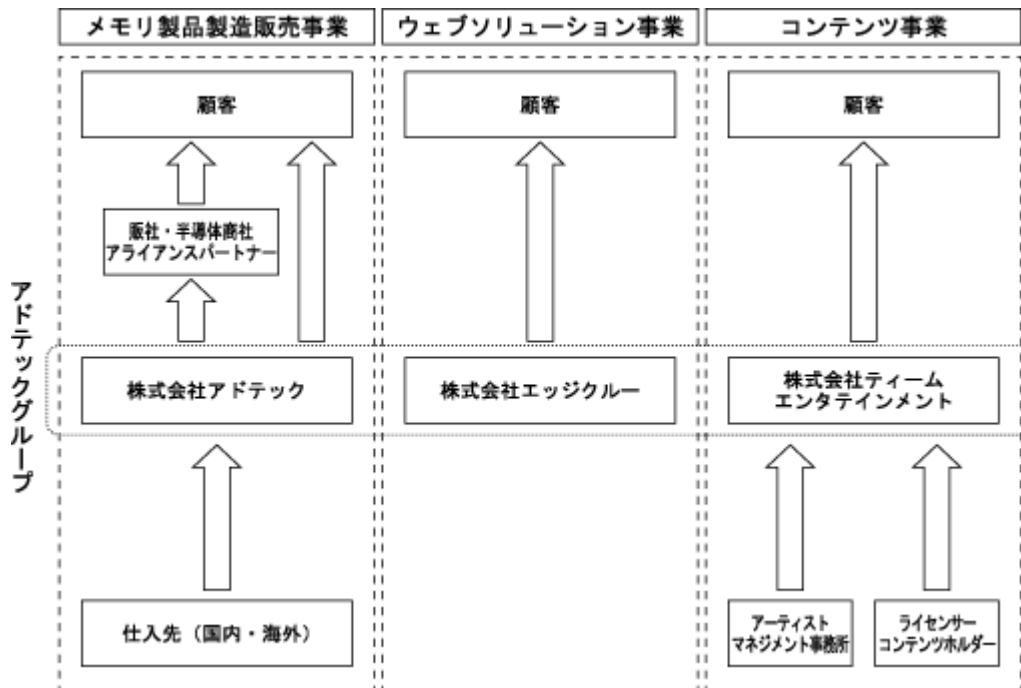 メモリ製品製造販売事業
ウェブソリューション事業
コンテンツ事業
顧客
顧客
顧客
販社・半導体商社
アライアンスパートナー
アドテックグループ
株式会社アドテック
株式会社エッジクルー
株式会社ティーム
エンタテインメント
仕入先（国内・海外）
アーティスト
マネジメント事務所
ライセンサー
コンテンツホルダー